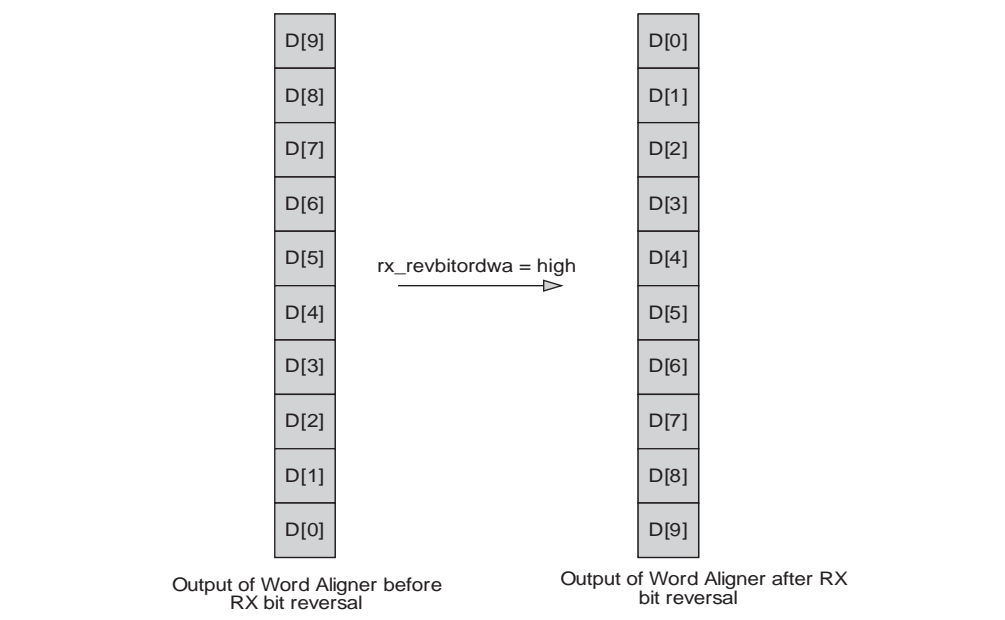 D[9]
D[8]
D[7]
D[6]
D[5]
D[4]
D[3]
D[2]
D[1]
D[0]
Output of Word Aligner before
RX bit reversal
rx_revbitordwa = high
D[0]
D[1]
D[2]
D[3]
D[4]
D[5]
D[6]
D[7]
D[8]
D[9]
Output of Word Aligner after RX
bit reversal